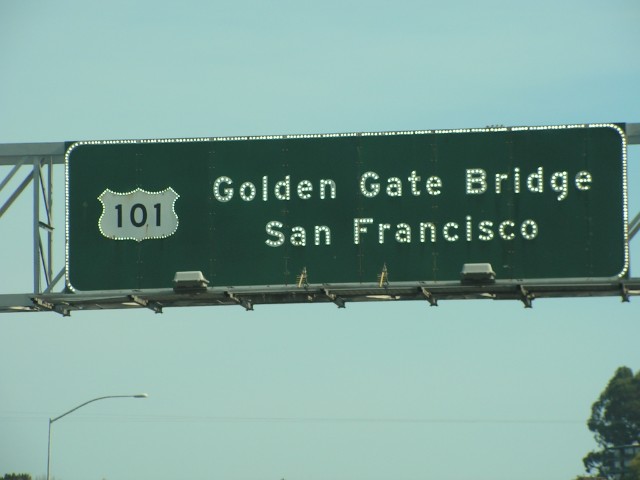 101
Golden Gate Bridge
San Francisco